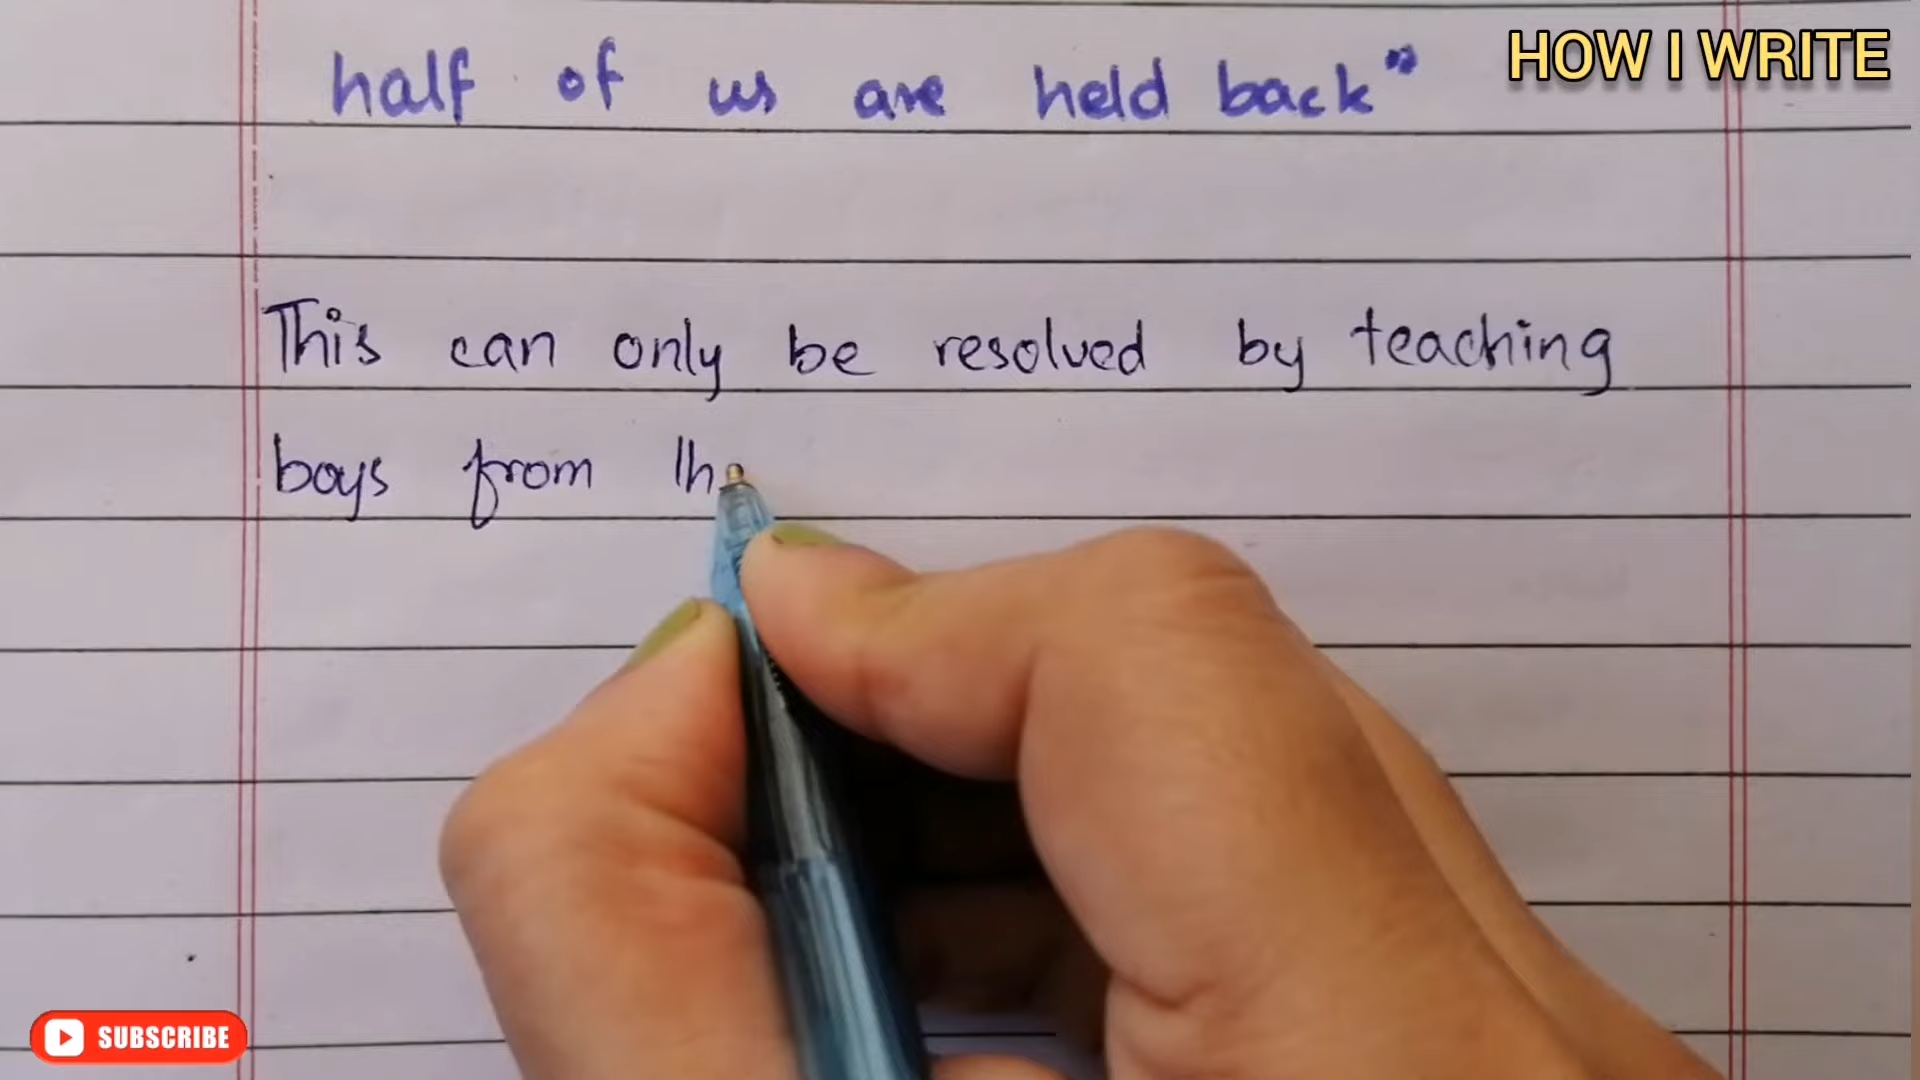 HOW I WRITE
half of us are held back"
This can only be resolved by teaching
boys from
SUBSCRIBE